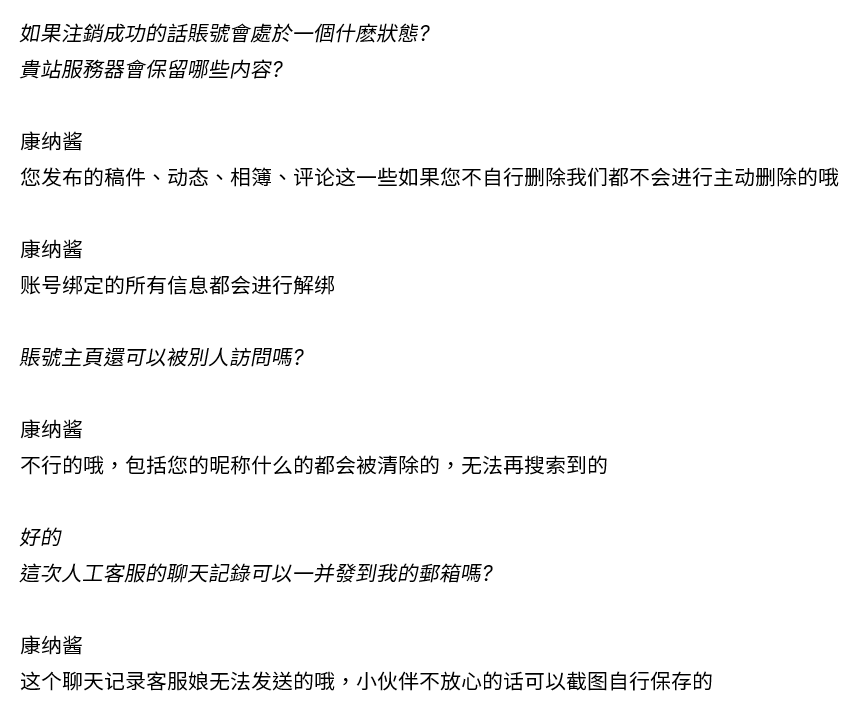 如果注銷成功的話賬號會處於一個什麽狀態?
貴站服務器會保留哪些内容?
康纳酱
您发布的稿件、动态、相簿、评论这一些如果您不自行删除我们都不会进行主动删除的哦
康纳酱
账号绑定的所有信息都会进行解绑
賬號主頁還可以被別人訪問嗎?
康纳酱
不行的哦，包括您的昵称什么的都会被清除的，无法再搜索到的
好的
這次人工客服的聊天記錄可以一并發到我的郵箱嗎?
康纳酱
这个聊天记录客服娘无法发送的哦，小伙伴不放心的话可以截图自行保存的